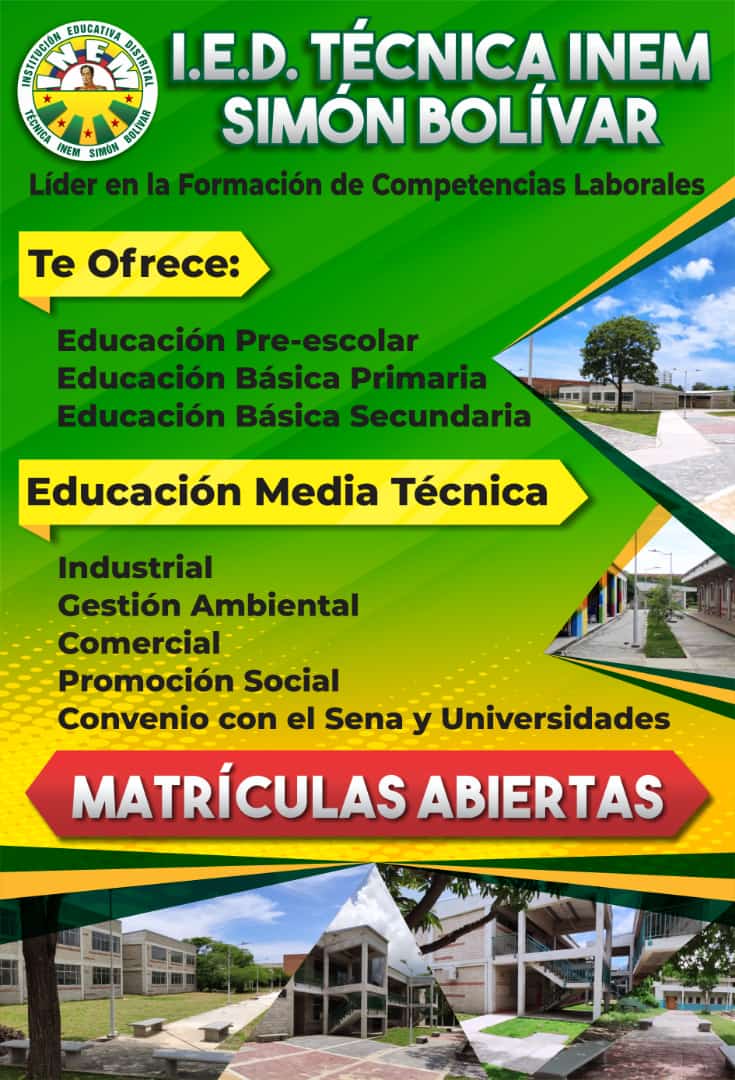 INSTITUCIÓN EDUCATIVA DISTRITAL
INEM
TÉCNICA INEM SIMÓN BOLÍVAR
I.E.D. TÉCNICA INEM
SIMÓN BOLÍVAR
Líder en la Formación de Competencias Laborales
Te Ofrece:
Educación Pre-escolar
Educación Básica Primaria
Educación Básica Secundaria
Educación Media Técnica
Industrial
Gestión Ambiental
Comercial
Promoción Social
Convenio con el Sena y Universidades
MATRÍCULAS ABIERTAS